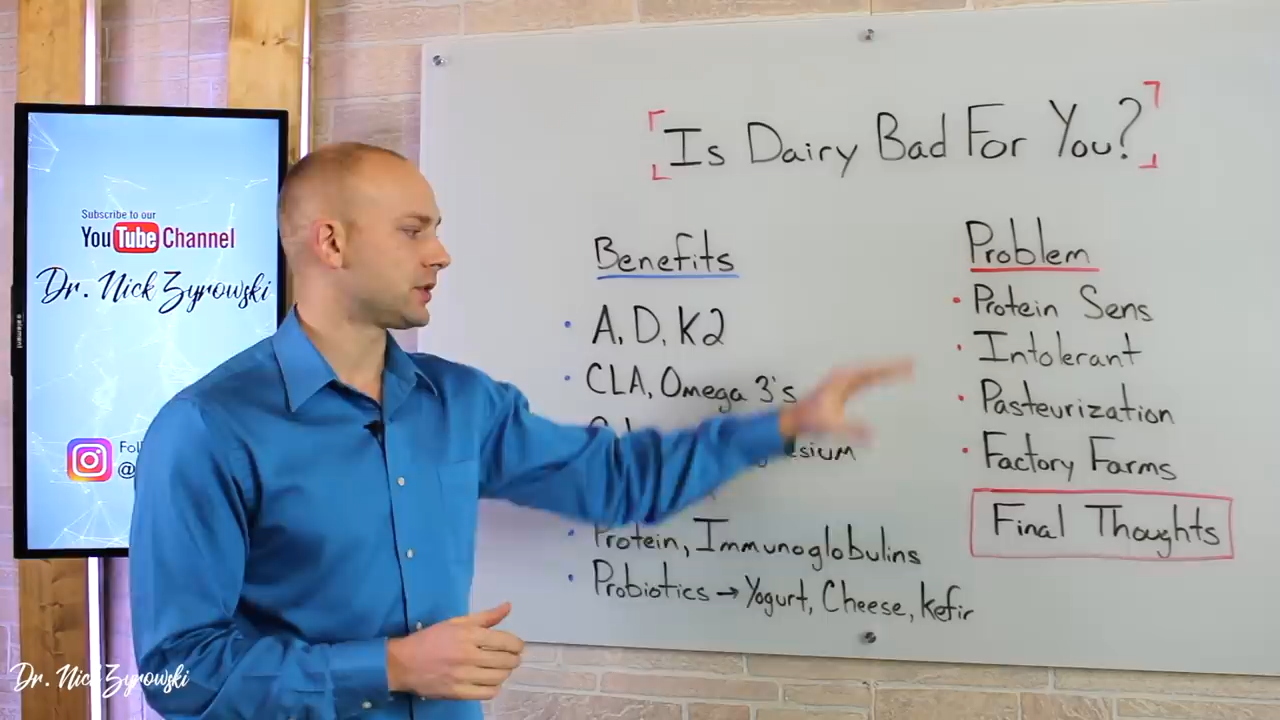 Is Dairy Bad For You?
Subscribe to our
YouTube Channel
Dr. Nick Zyrowski
Benefits
A, D, K2
CLA, Omega 3's
Protein, Immunoglobulins
Probiotics → Yogurt, Cheese, kefir
Problem
Protein Sens
Intolerant
Pasteurization
Factory Farms
Final Thoughts
@
element
Dr. Nick Zyrowski